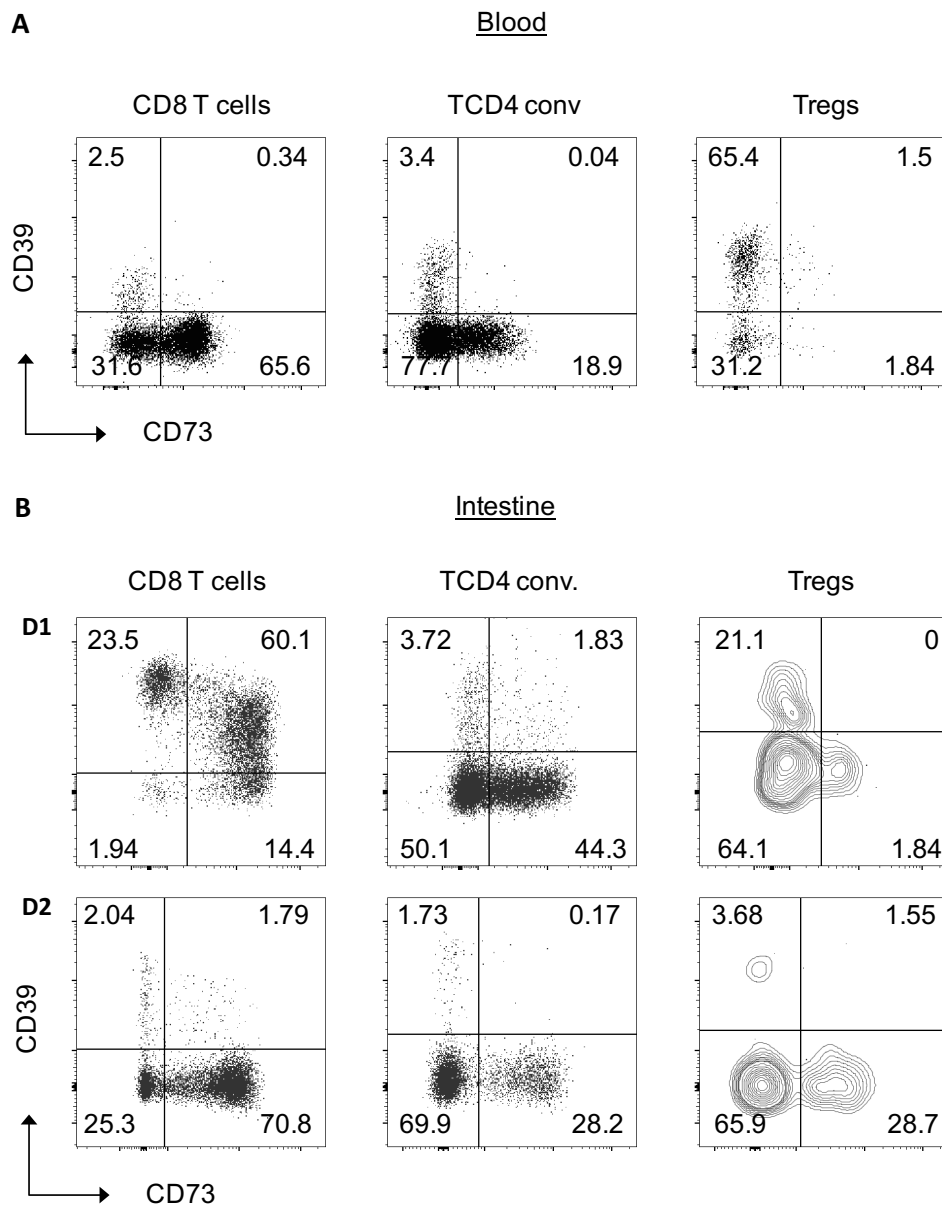 A
Blood
CD8 T cells
TCD4 conv
Tregs
2.5 0.34
3.4 0.04
65.4 1.5
CD39
31.6 65.6
77.7 18.9
31.2 1.84
CD73
B
Intestine
CD8 T cells
TCD4 conv.
Tregs
D1
23.5 60.1
3.72 1.83
21.1 0
1.94 14.4
50.1 44.3
64.1 1.84
D2
2.04 1.79
1.73 0.17
3.68 1.55
CD39
25.3 70.8
69.9 28.2
65.9 28.7
CD73